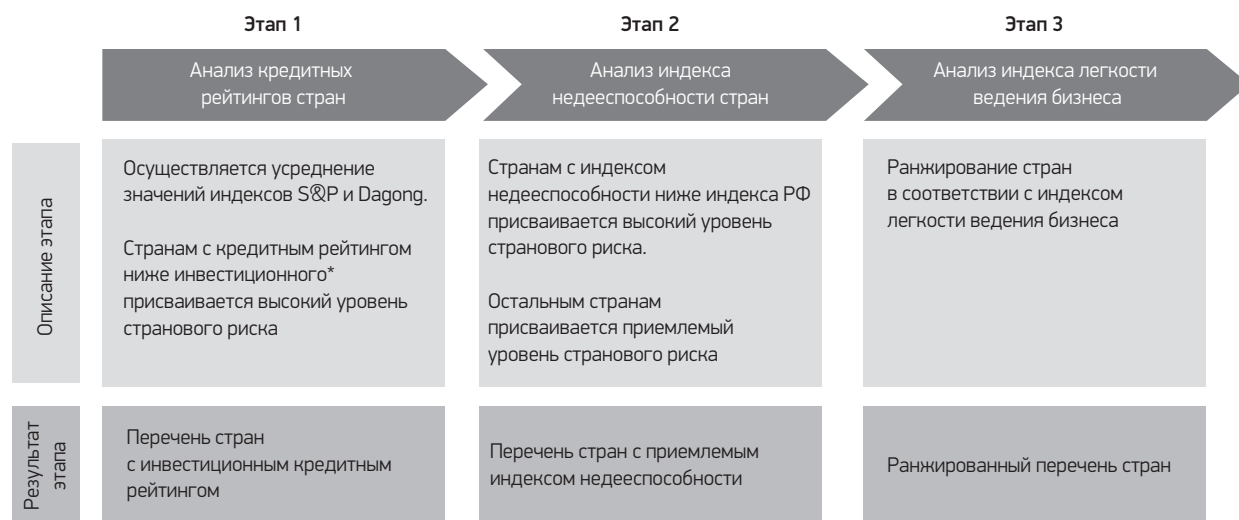 Этап 1
Этап 2
Этап 3
Анализ кредитных
рейтингов стран
Анализ индекса
недееспособности стран
Анализ индекса легкости
ведения бизнеса
Описание этапа
Осуществляется усреднение
значений индексов S&P и Dagong.
Странам с кредитным рейтингом
ниже инвестиционного*
присваивается высокий уровень
странового риска
Странам с индексом
недееспособности ниже индекса РФ
присваивается высокий уровень
странового риска.
Остальным странам
присваивается приемлемый
уровень странового риска
Ранжирование стран
в соответствии с индексом
легкости ведения бизнеса
Результат
этапа
Перечень стран
с инвестиционным кредитным
рейтингом
Перечень стран с приемлемым
индексом недееспособности
Ранжированный перечень стран